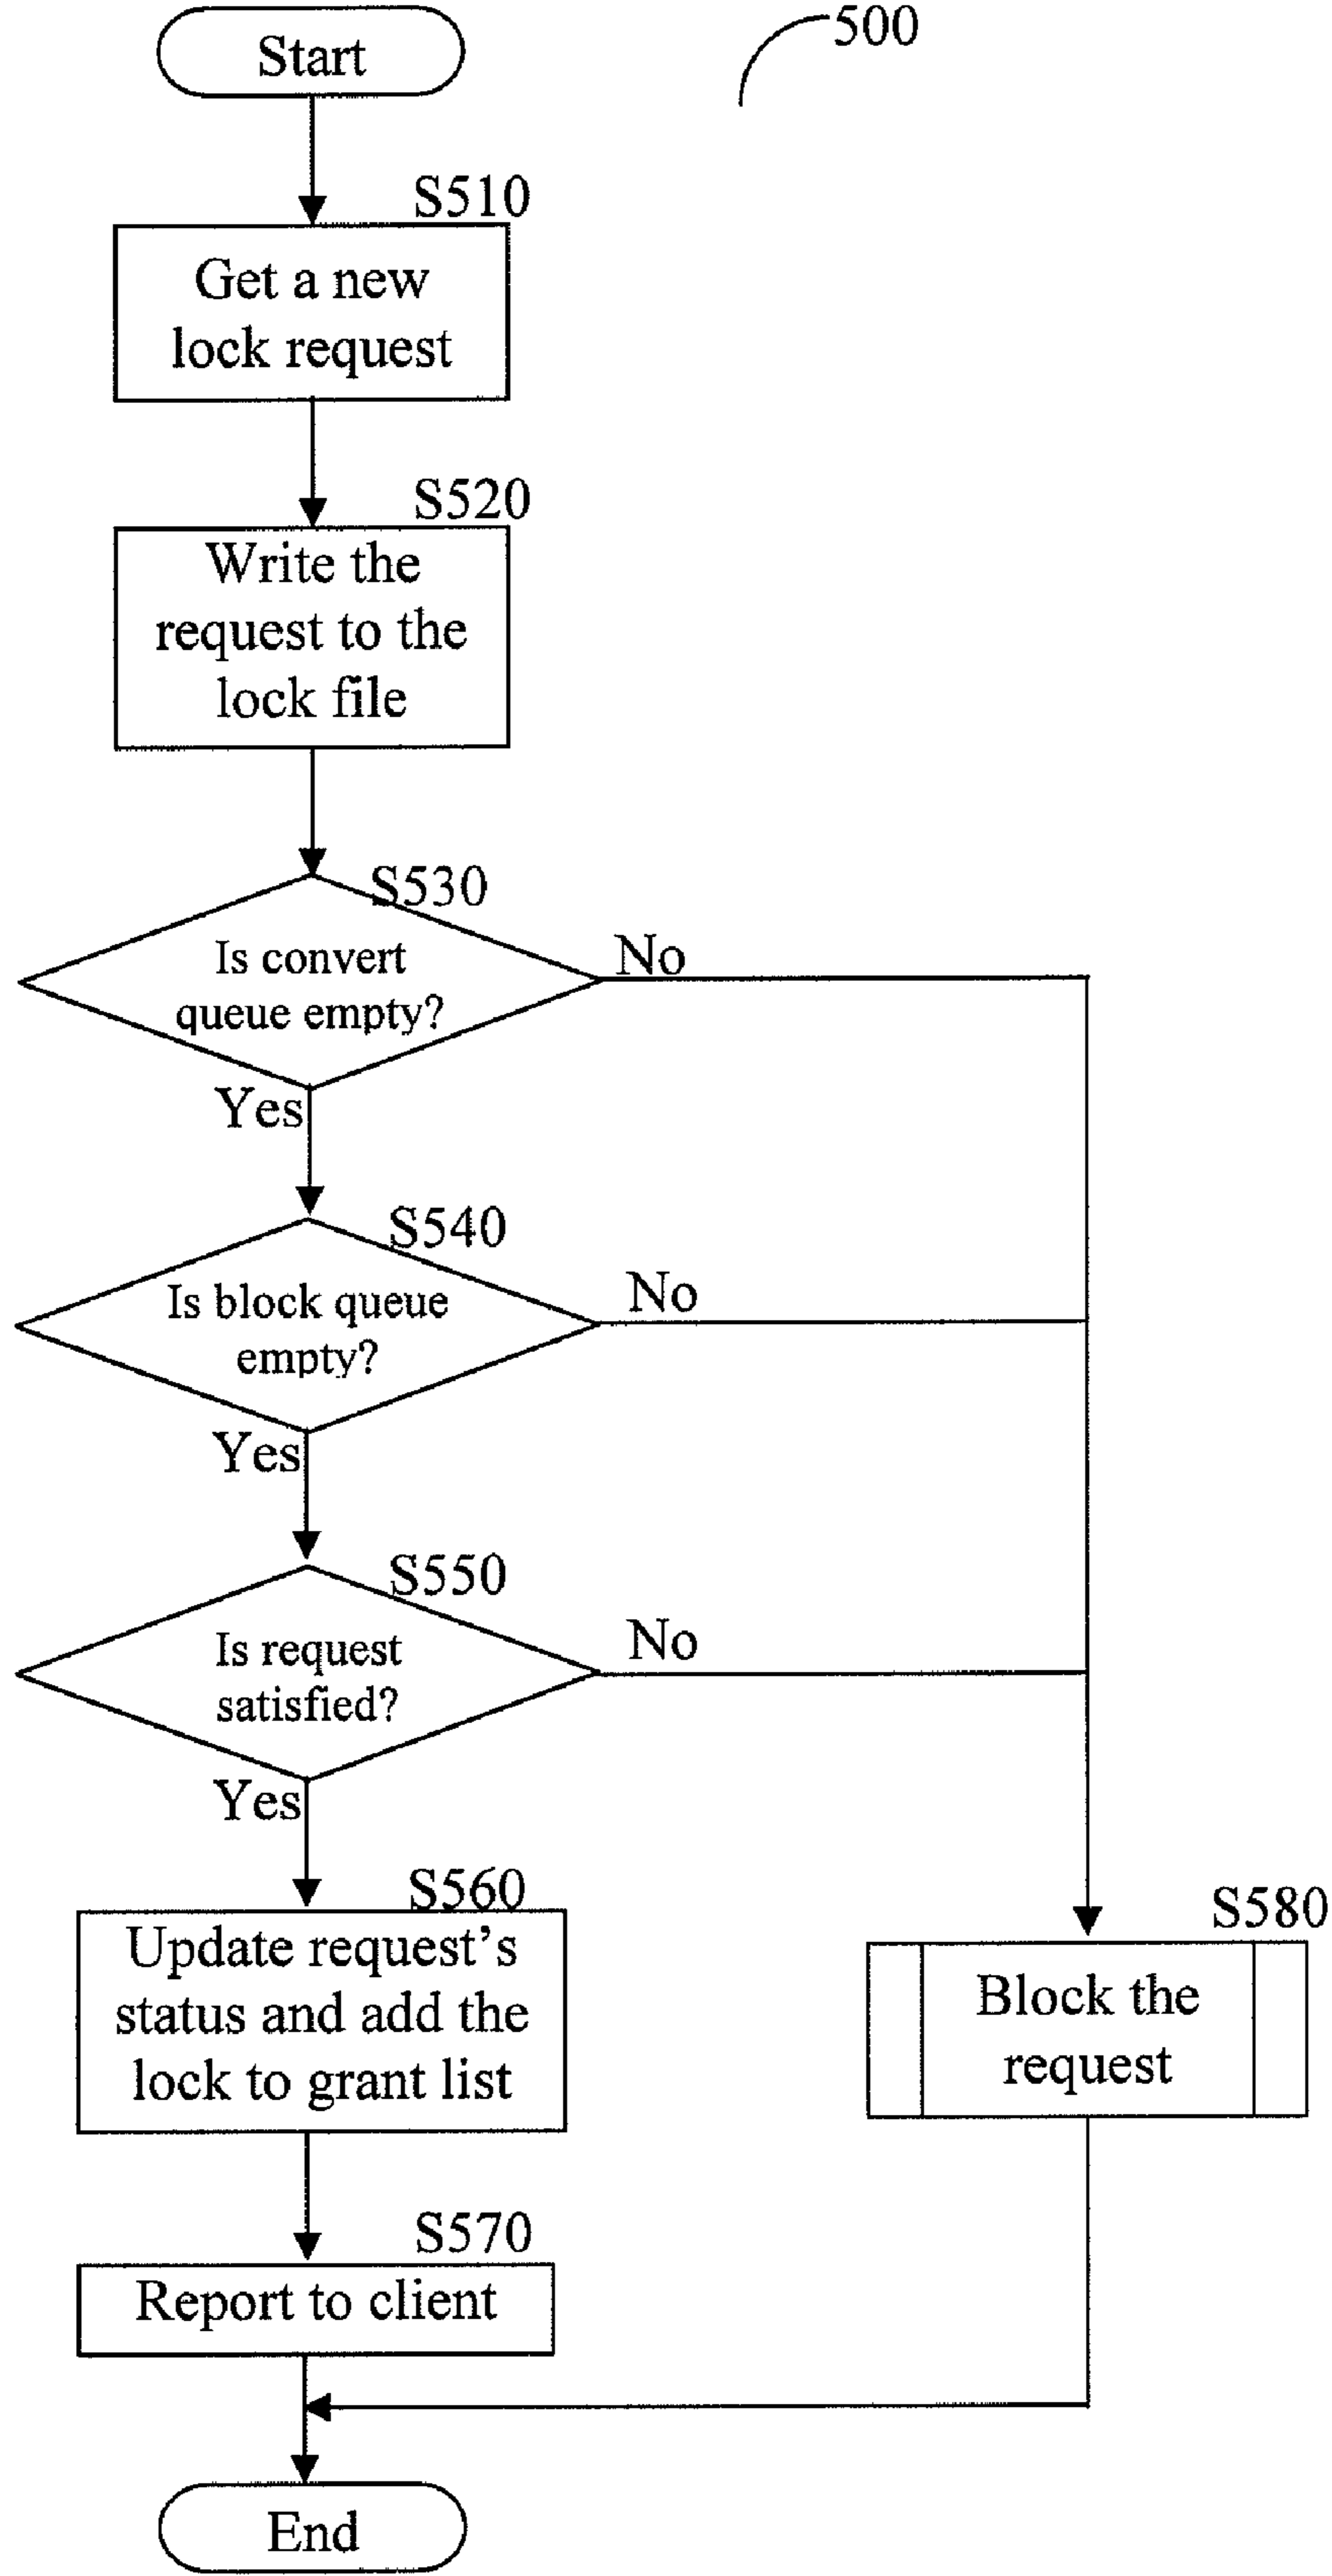 Start
500
S510
Get a new
lock request
S520
Write the
request to the
lock file
S530
Is convert
queue empty?
No
Yes
S540
Is block queue
empty?
No
Yes
S550
Is request
satisfied?
No
Yes
S560
Update request’s
status and add the
lock to grant list
S580
Block the
request
S570
Report to client
End